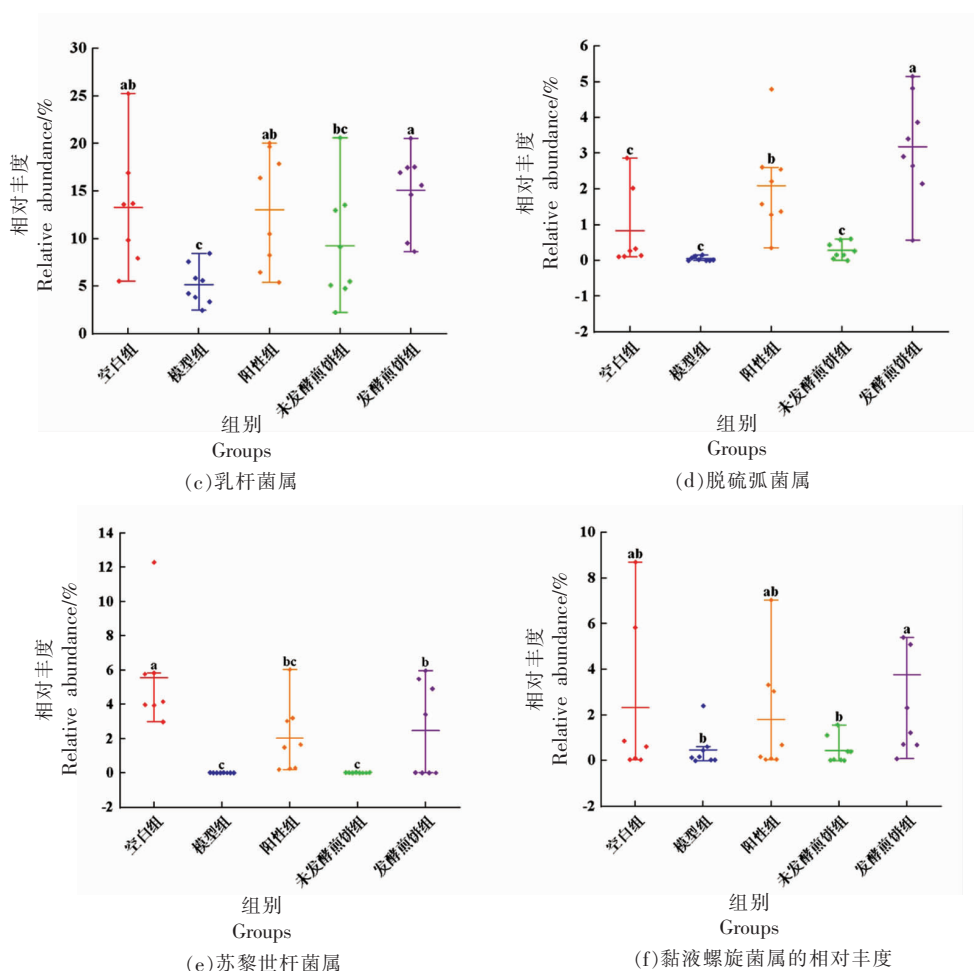 相对丰度
Relative abundance/%
30
25
20
15
10
5
0
ab
c
ab
bc
a
空白组
模型组
阳性组
未发酵煎饼组
发酵煎饼组
组别
Groups
(c)乳杆菌属
相对丰度
Relative abundance/%
6
5
4
3
2
1
0
-1
-2
c
c
b
c
a
空白组
模型组
阳性组
未发酵煎饼组
发酵煎饼组
组别
Groups
(d)脱硫弧菌属
相对丰度
Relative abundance/%
14
12
10
8
6
4
2
0
-2
a
c
bc
c
b
空白组
模型组
阳性组
未发酵煎饼组
发酵煎饼组
组别
Groups
(e)苏黎世杆菌属
相对丰度
Relative abundance/%
10
8
6
4
2
0
-2
ab
b
ab
b
a
空白组
模型组
阳性组
未发酵煎饼组
发酵煎饼组
组别
Groups
(f)黏液螺旋菌属的相对丰度